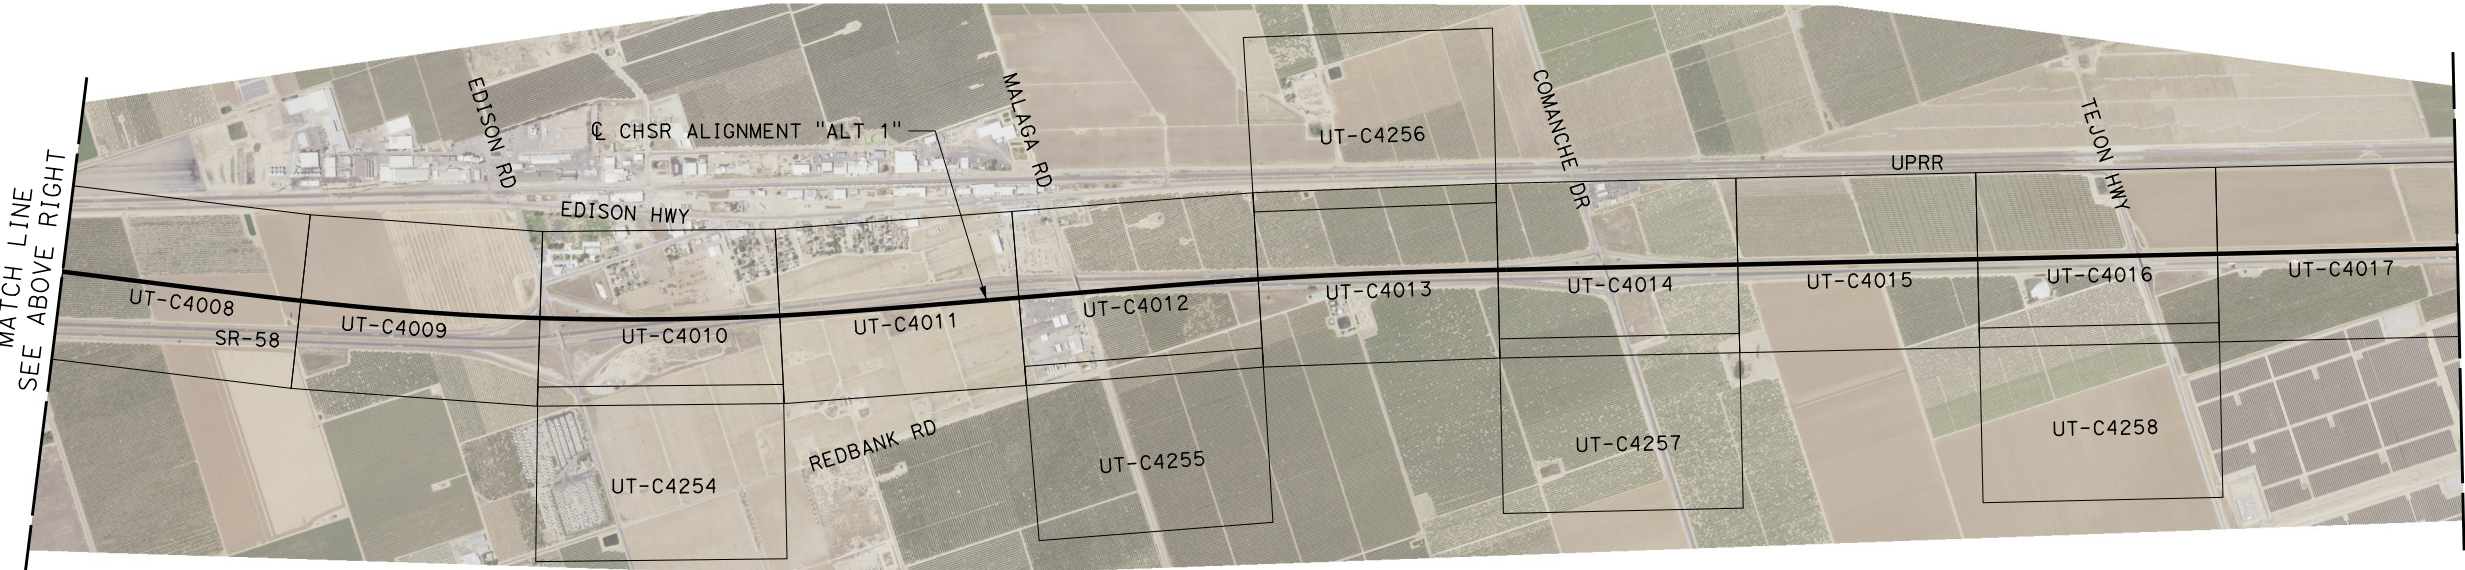 MATCH LINE
SEE ABOVE RIGHT
EDISON RD
℄ CHSR ALIGNMENT "ALT 1"
MALAGA RD
UT-C4256
COMANCHE DR
UPRR
TEJON HWY
EDISON HWY
UT-C4008
SR-58
UT-C4009
UT-C4010
UT-C4011
UT-C4012
UT-C4013
UT-C4014
UT-C4015
UT-C4016
UT-C4017
REDBANK RD
UT-C4254
UT-C4255
UT-C4257
UT-C4258